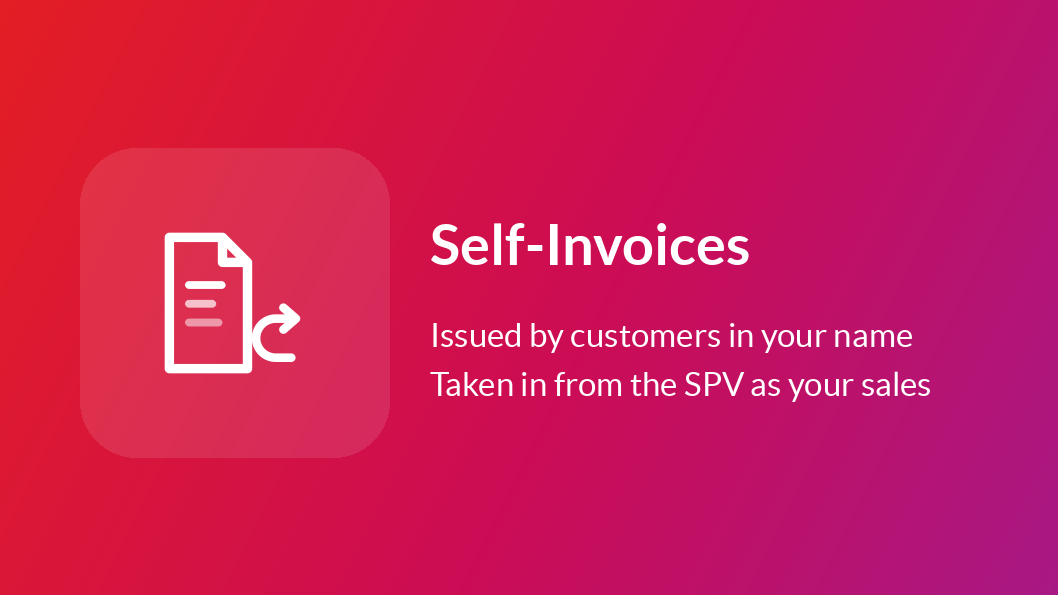 Self-Invoices
Issued by customers in your name
Taken in from the SPV as your sales